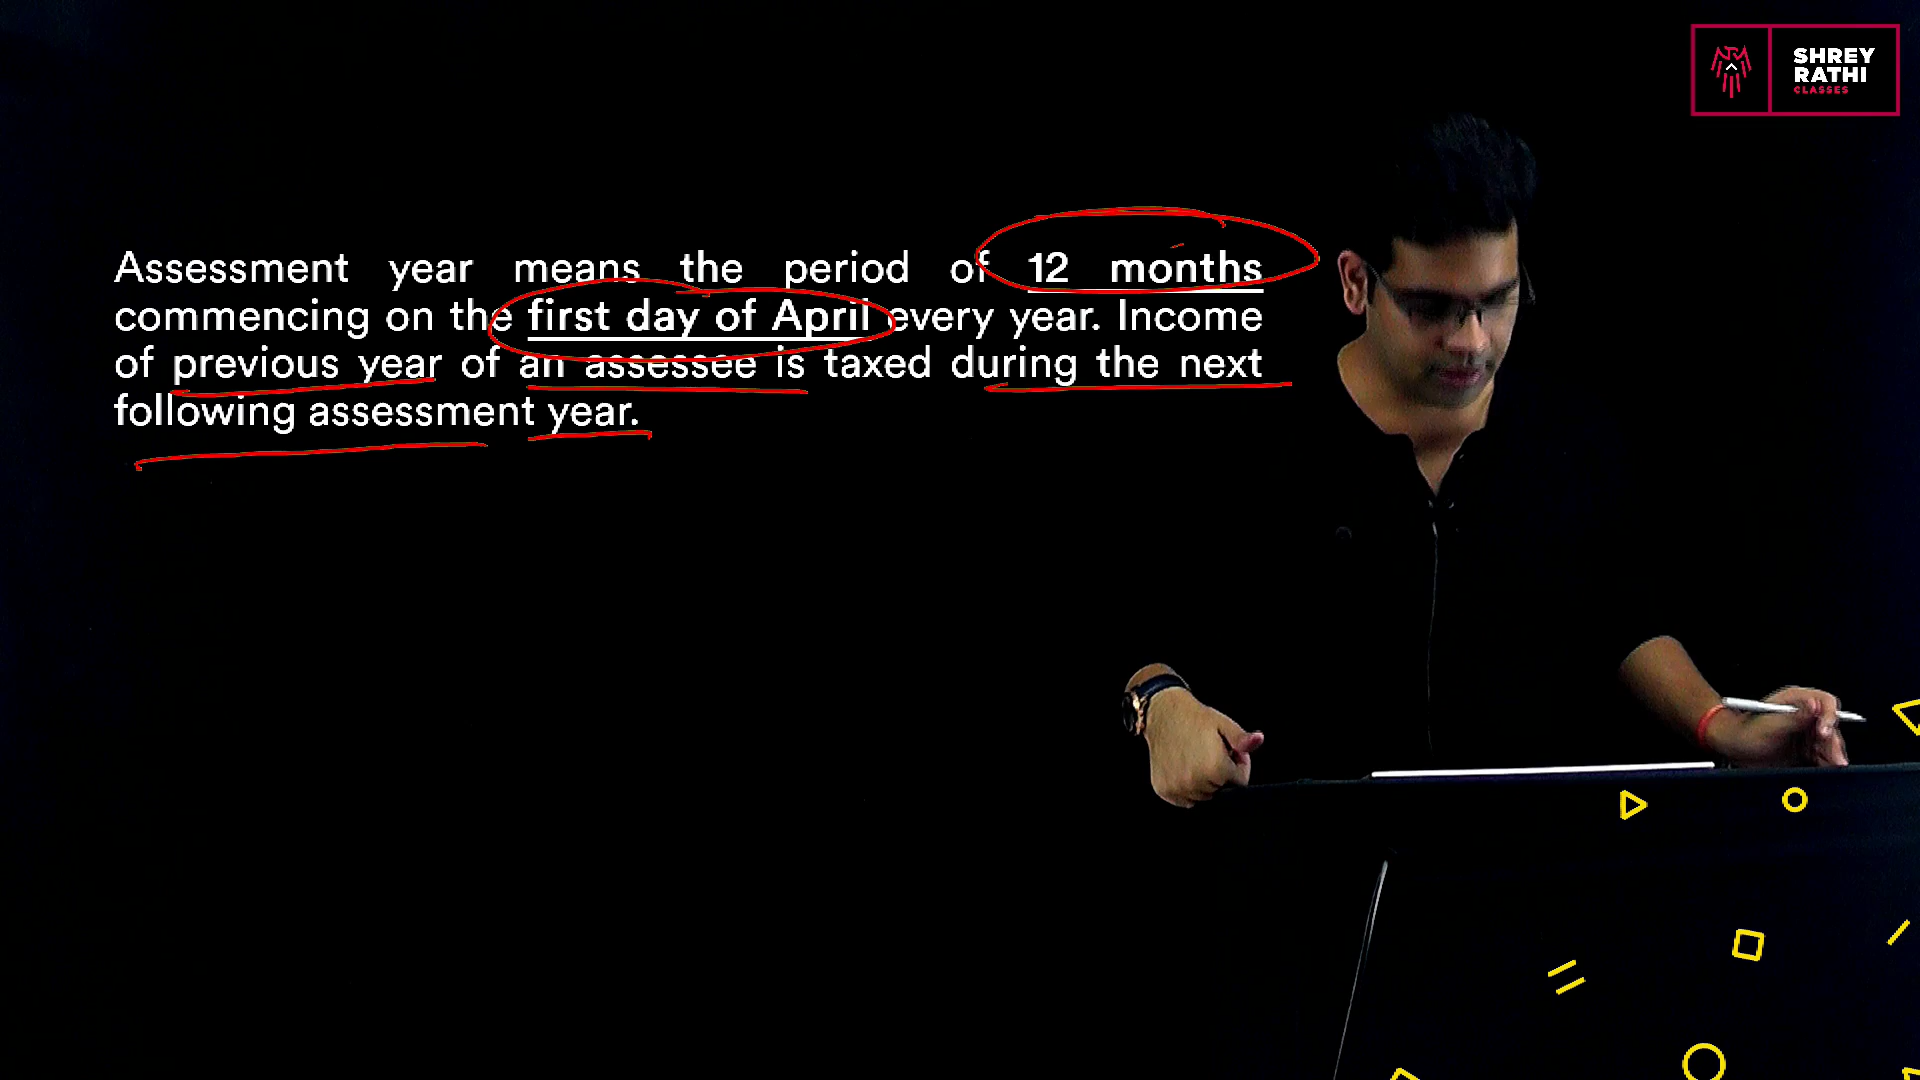 SHREY
RATHI
CLASSES
Assessment year means the period of 12 months
commencing on the first day of April every year. Income
of previous year of an assessee is taxed during the next
following assessment year.